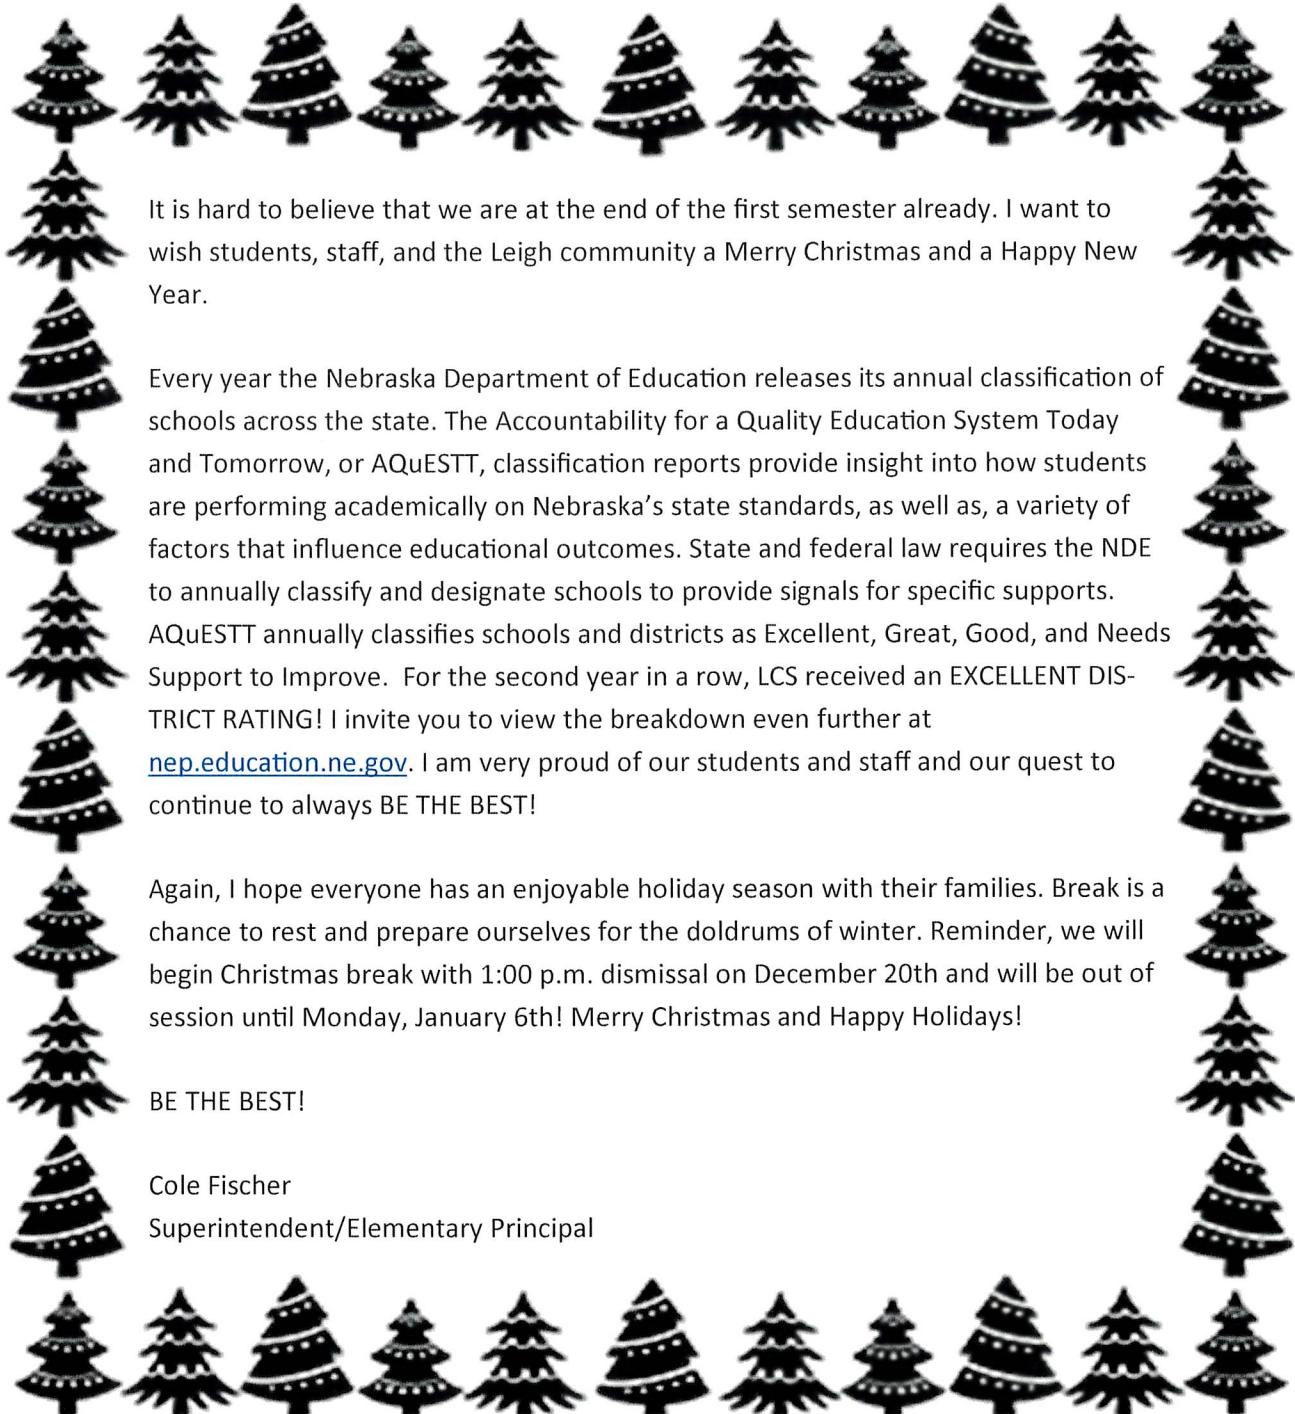 It is hard to believe that we are at the end of the first semester already. I want to
wish students, staff, and the Leigh community a Merry Christmas and a Happy New
Year.
Every year the Nebraska Department of Education releases its annual classification of
schools across the state. The Accountability for a Quality Education System Today
and Tomorrow, or AQuESTT, classification reports provide insight into how students
are performing academically on Nebraska’s state standards, as well as, a variety of
factors that influence educational outcomes. State and federal law requires the NDE
to annually classify and designate schools to provide signals for specific supports.
AQuESTT annually classifies schools and districts as Excellent, Great, Good, and Needs
Support to Improve.  For the second year in a row, LCS received an EXCELLENT DIS-
TRICT RATING! I invite you to view the breakdown even further at
nep.education.ne.gov. I am very proud of our students and staff and our quest to
continue to always BE THE BEST!
Again, I hope everyone has an enjoyable holiday season with their families. Break is a
chance to rest and prepare ourselves for the doldrums of winter. Reminder, we will
begin Christmas break with 1:00 p.m. dismissal on December 20th and will be out of
session until Monday, January 6th! Merry Christmas and Happy Holidays!
BE THE BEST!
Cole Fischer
Superintendent/Elementary Principal